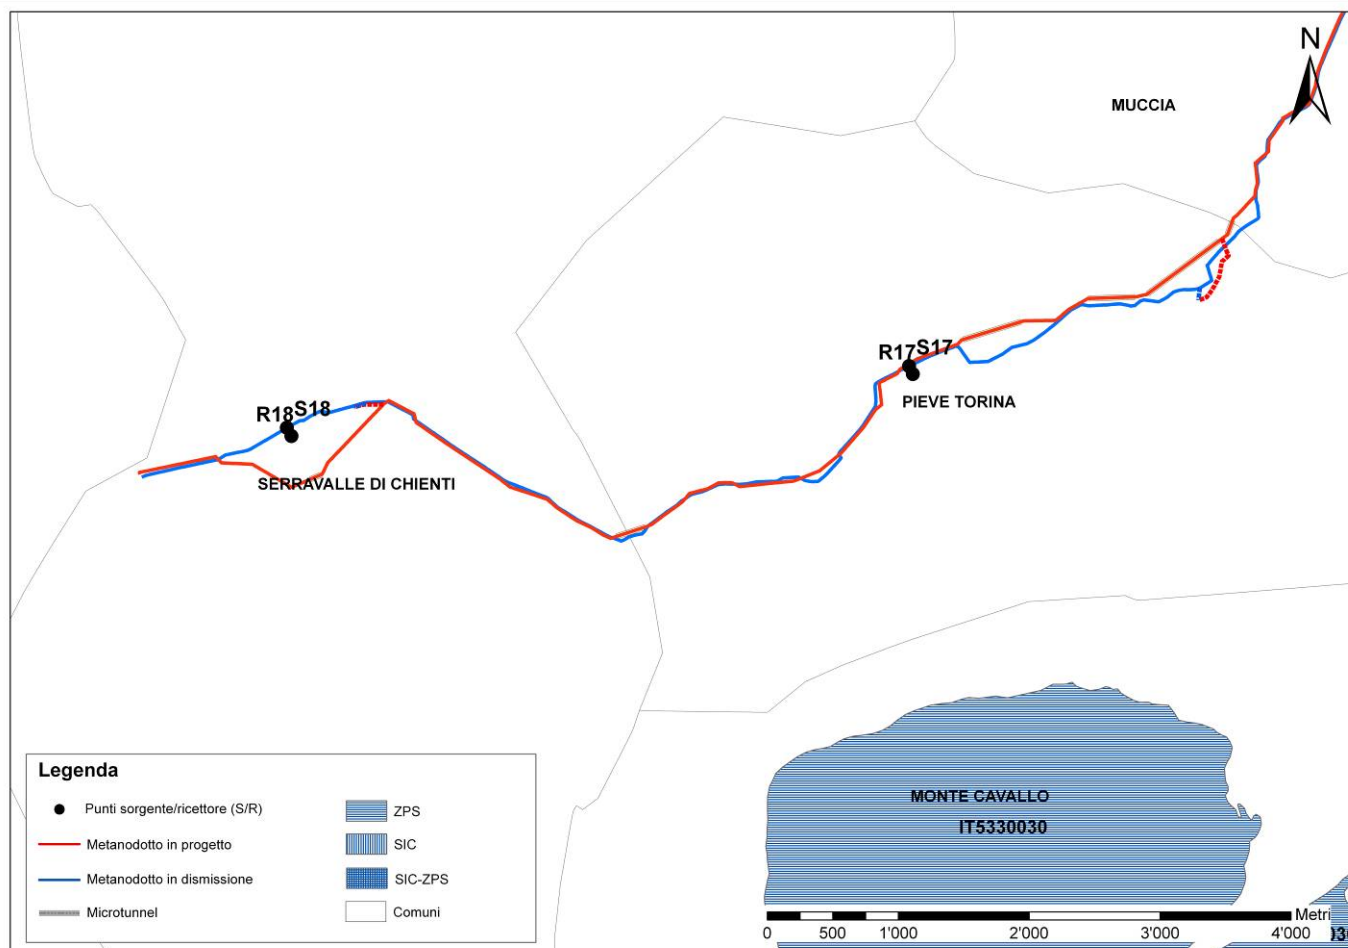 N
MUCCIA
R17 S17
PIEVE TORINA
R18 S18
SERRAVALLE DI CHIENTI
MONTE CAVALLO
IT5330030
Legenda
Punti sorgente/ricettore (S/R)
Metanodotto in progetto
Metanodotto in dismissione
Microtunnel
ZPS
SIC
SIC-ZPS
Comuni
Metri
0 500 1'000 2'000 3'000 4'000